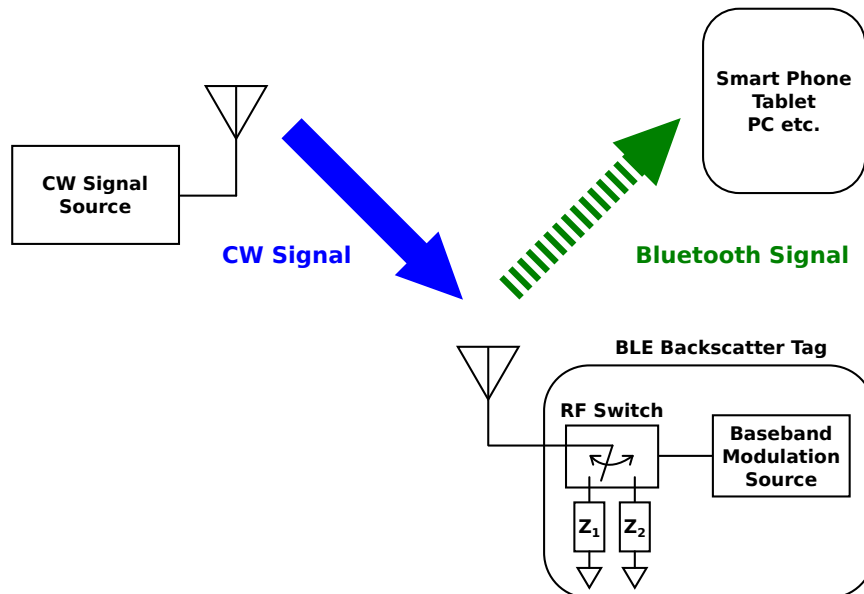 Smart Phone
Tablet
PC etc.
CW Signal
Source
CW Signal
Bluetooth Signal
BLE Backscatter Tag
RF Switch
Baseband
Modulation
Source
Z₁
Z₂